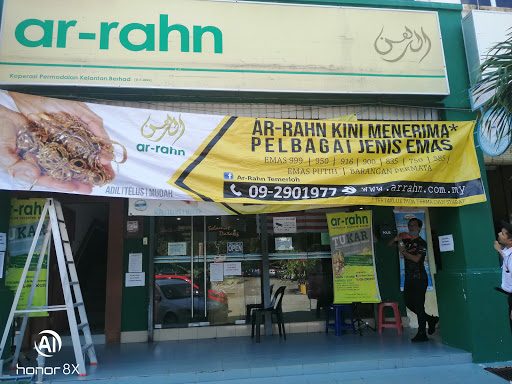 ar-rahn
الرهن
Koperasi Permodalan Kelantan Berhad
الرهن
ar-rahn
ADIL | TELUS | MUDAH
AR-RAHN KINI MENERIMA*
PELBAGAI JENIS EMAS
EMAS 999 / 950 / 916 / 900 / 835 / 750 / 585/
EMAS PUTIH / BARANGAN PERMATA
Ar-Rahn Temerloh
09-2901977
www.arrahn.com.my
TUKAR
OPEN
ar-rahn
TUKAR
AI
honor 8X